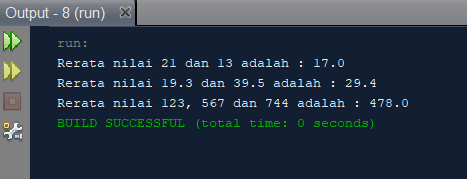 Output - 8 (run)
run:
Rerata nilai 21 dan 13 adalah : 17.0
Rerata nilai 19.3 dan 39.5 adalah : 29.4
Rerata nilai 123, 567 dan 744 adalah : 478.0
BUILD SUCCESSFUL (total time: 0 seconds)